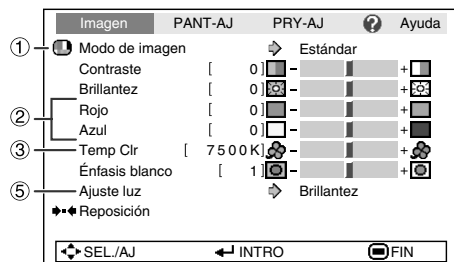 Imagen PANT-AJ PRY-AJ ? Ayuda
① Modo de imagen Estándar
Contraste [ 0] - +
Brillantez [ 0] - +
② Rojo [ 0] - +
Azul [ 0] - +
③ Temp Clr [ 7500K] - +
Énfasis blanco [ 1] - +
⑤ Ajuste luz Brillantez
Reposición
SEL./AJ INTRO FIN